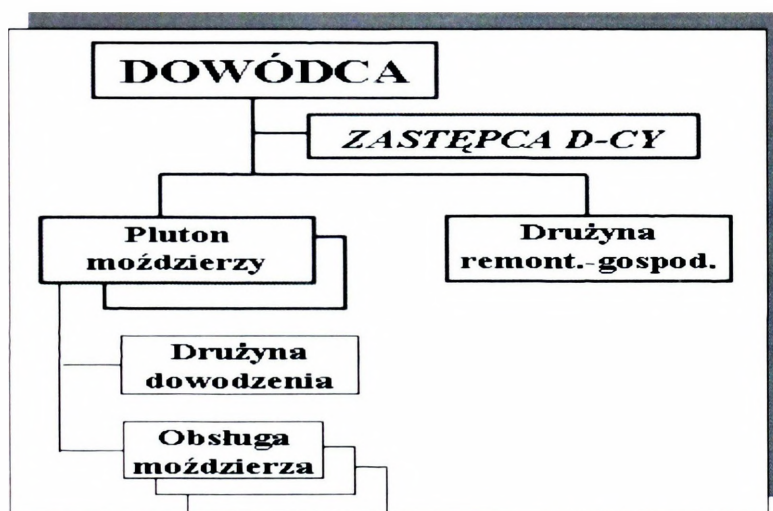 DOWÓDCA
ZASTĘPCA D-CY
Pluton
moździerzy
Drużyna
remont.-gospod.
Drużyna
dowodzenia
Obsługa
moździerza